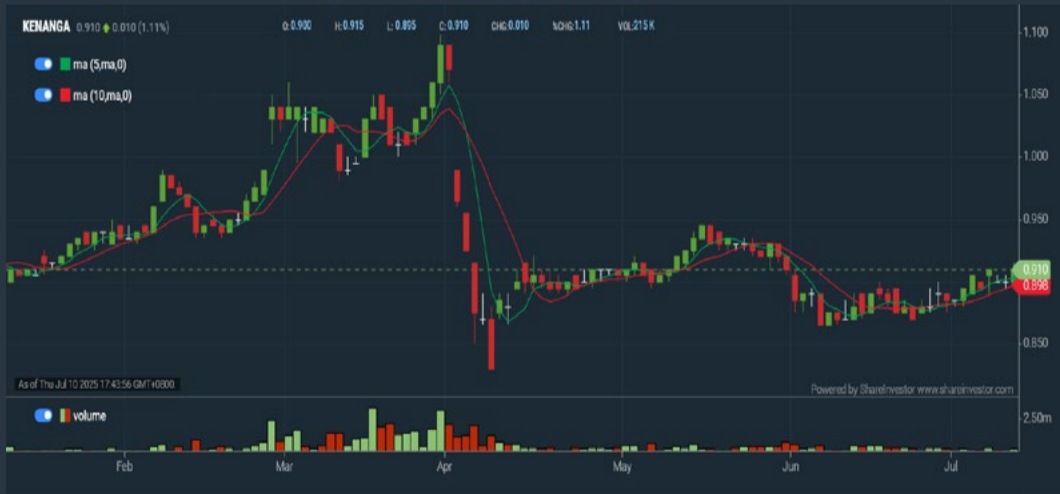 KENANGA 0.910 0.010 (1.11%) O:0.900 H:0.915 L:0.895 C:0.910 CHG:0.010 %CHG:1.11 VOL:215 K
ma (5,ma,0)
ma (10,ma,0)
1.100
1.050
1.000
0.950
0.910
0.898
0.850
As of Thu Jul 10 2025 17:43:56 GMT+0800
Powered by ShareInvestor www.shareinvestor.com
volume
2.50m
Feb Mar Apr May Jun Jul